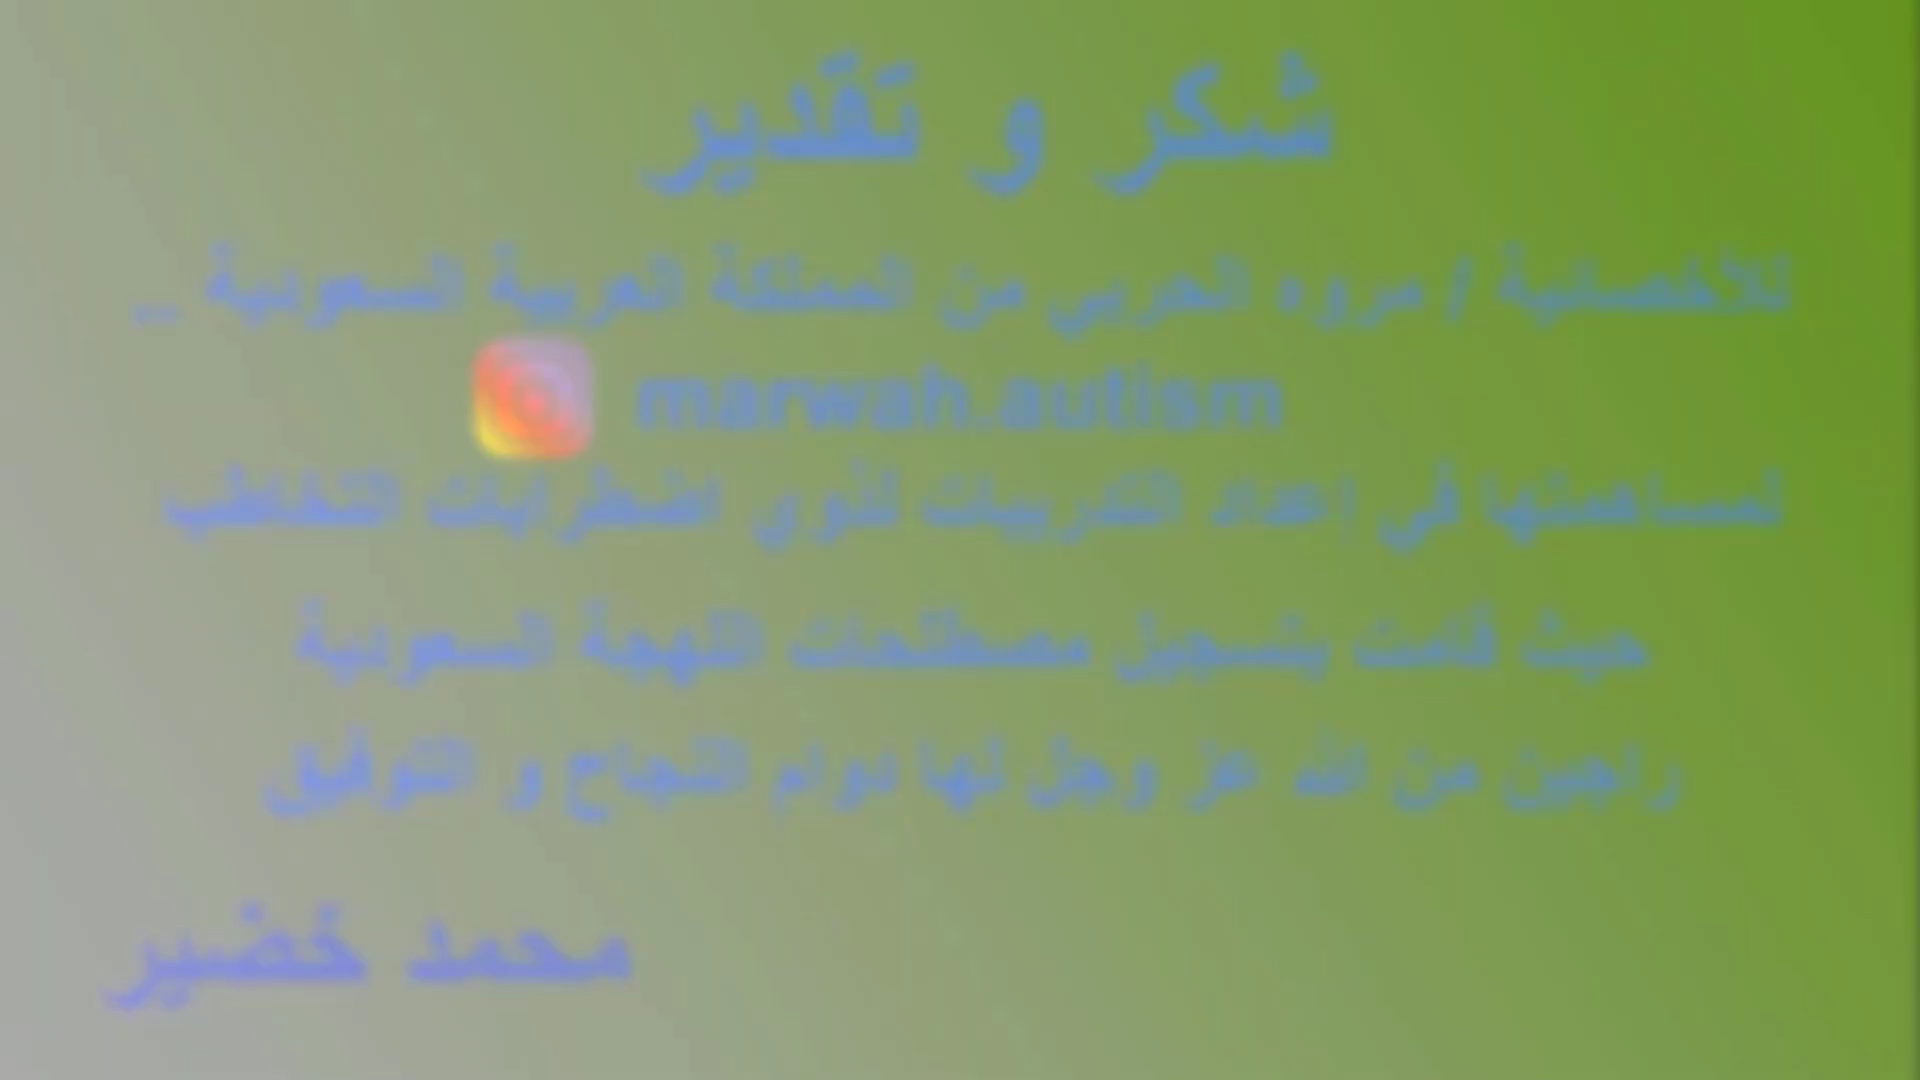 شكر و تقدير
للأخصائية / مروه الحربي من المملكة العربية السعودية ..
marwah.autism
لمساهمتها في إعداد التدريبات لذوي اضطرابات التخاطب
حيث قامت بتسجيل مصطلحات اللهجة السعودية
راجين من الله عز وجل لها دوام النجاح و التوفيق
محمد خضير